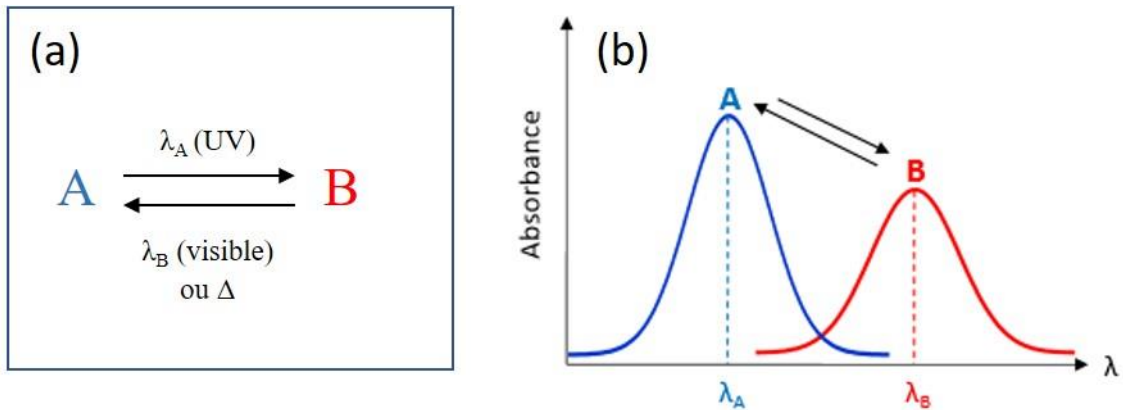 (a)
λA (UV)
A B
λB (visible)
ou Δ
(b)
Absorbance
A
B
λA
λB
λ